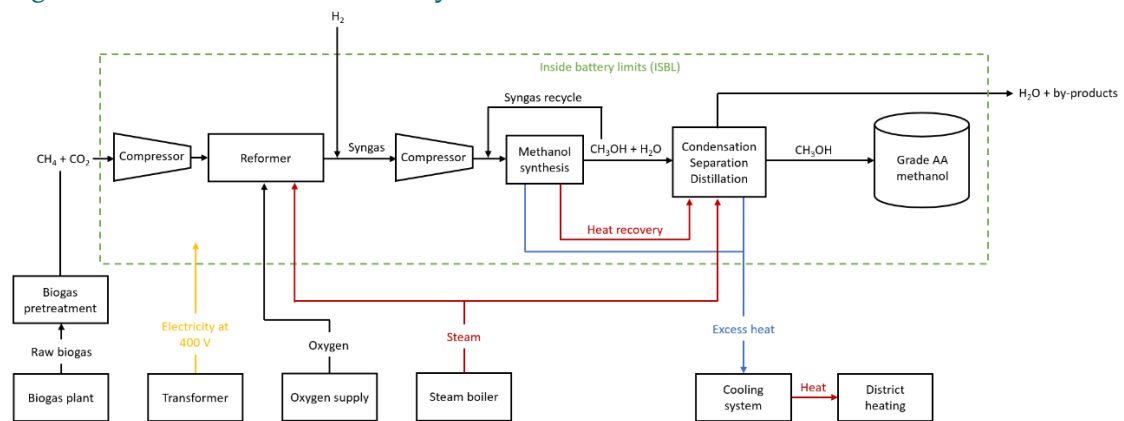 H₂
Inside battery limits (ISBL)
Syngas recycle
H₂O + by-products
CH₄ + CO₂
Compressor
Reformer
Syngas
Compressor
Methanol
synthesis
CH₃OH + H₂O
Condensation
Separation
Distillation
CH₃OH
Grade AA
methanol
Heat recovery
Biogas
pretreatment
Electricity at
400 V
Oxygen
Steam
Excess heat
Raw biogas
Biogas plant
Transformer
Oxygen supply
Steam boiler
Cooling
system
Heat
District
heating